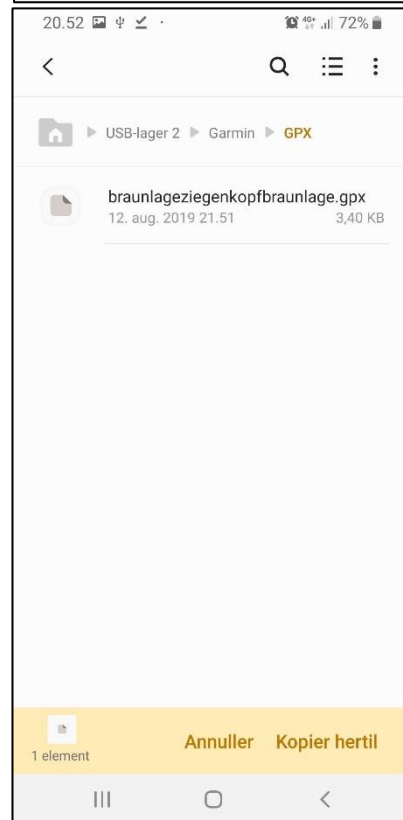 20.52 4G+ 72%
USB-lager 2 Garmin GPX
braunlageziegenkopfbraunlage.gpx
12. aug. 2019 21.51 3,40 KB
1 element Annuller Kopier hertil